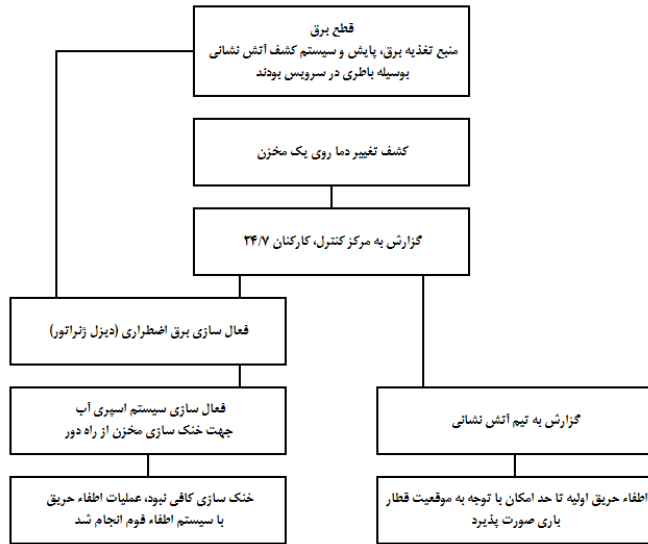 قطع برق
منبع تغذیه برق، پایش و سیستم کشف آتش نشانی
بوسیله باطری در سرویس بودند
کشف تغییر دما روی یک مخزن
گزارش به مرکز کنترل، کارکنان ۲۴/۷
فعال سازی برق اضطراری (دیزل ژنراتور)
فعال سازی سیستم اسپری آب
جهت خنک سازی مخزن از راه دور
گزارش به تیم آتش نشانی
خنک سازی کافی نبود، عملیات اطفاء حریق
با سیستم اطفاء فوم انجام شد
اطفاء حریق اولیه تا حد امکان با توجه به موقعیت قطار
باری صورت پذیرد